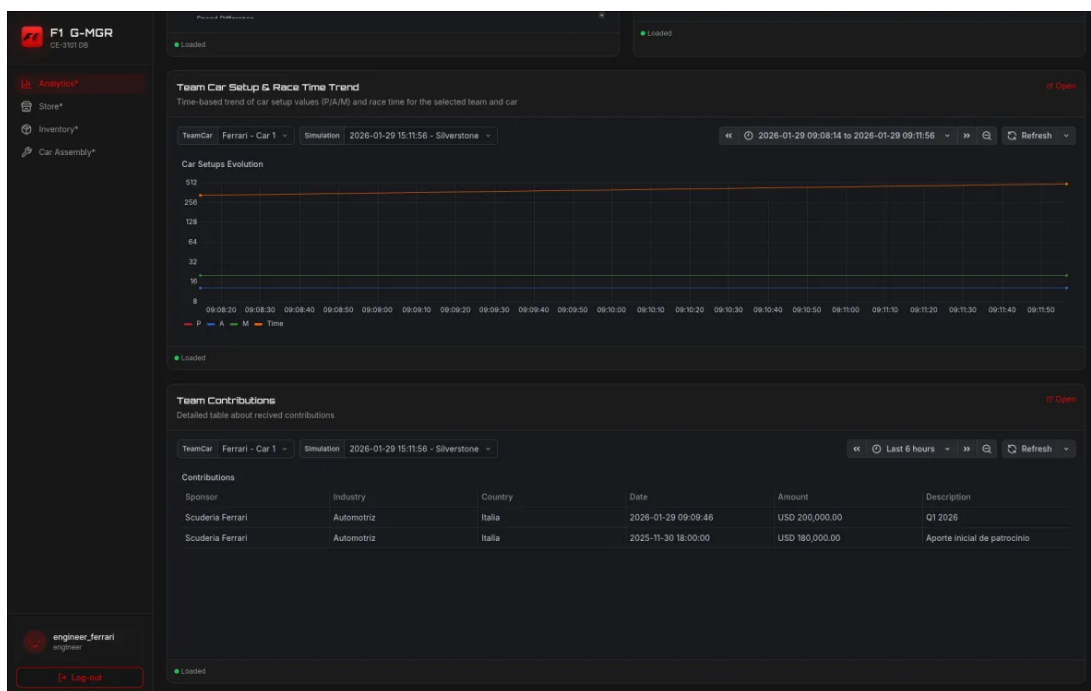 F1 G-MGR
CE-3101 DB
Analytics*
Store*
Inventory*
Car Assembly*
engineer_ferrari
engineer
Log-out
Speed Difference
Loaded
Loaded
Team Car Setup & Race Time Trend
Open
Time-based trend of car setup values (P/A/M) and race time for the selected team and car
TeamCar Ferrari - Car 1 Simulation 2026-01-29 15:11:56 - Silverstone 2026-01-29 09:08:14 to 2026-01-29 09:11:56 Refresh
Car Setups Evolution
512
256
128
64
32
16
8
09:08:20 09:08:30 09:08:40 09:08:50 09:09:00 09:09:10 09:09:20 09:09:30 09:09:40 09:09:50 09:10:00 09:10:10 09:10:20 09:10:30 09:10:40 09:10:50 09:11:00 09:11:10 09:11:20 09:11:30 09:11:40 09:11:50
P A M Time
Loaded
Team Contributions
Open
Detailed table about recived contributions
TeamCar Ferrari - Car 1 Simulation 2026-01-29 15:11:56 - Silverstone Last 6 hours Refresh
Contributions
Sponsor Industry Country Date Amount Description
Scuderia Ferrari Automotriz Italia 2026-01-29 09:09:46 USD 200,000.00 Q1 2026
Scuderia Ferrari Automotriz Italia 2025-11-30 18:00:00 USD 180,000.00 Aporte inicial de patrocinio
Loaded